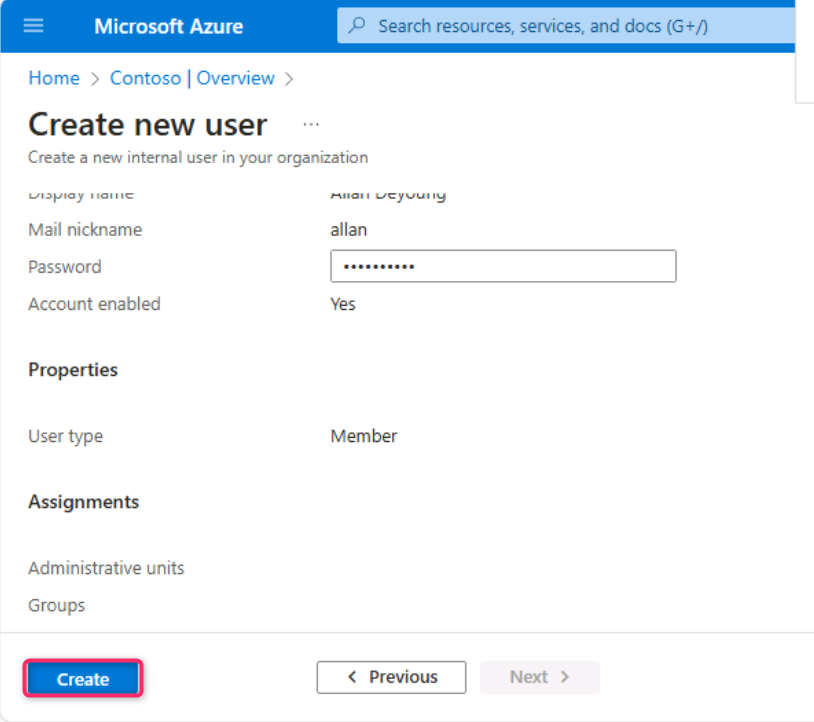 Microsoft Azure
Search resources, services, and docs (G+/)
Home > Contoso | Overview >
Create new user ...
Create a new internal user in your organization
Display name Allan Deyoung
Mail nickname allan
Password ••••••••••
Account enabled Yes
Properties
User type Member
Assignments
Administrative units
Groups
Create < Previous Next >